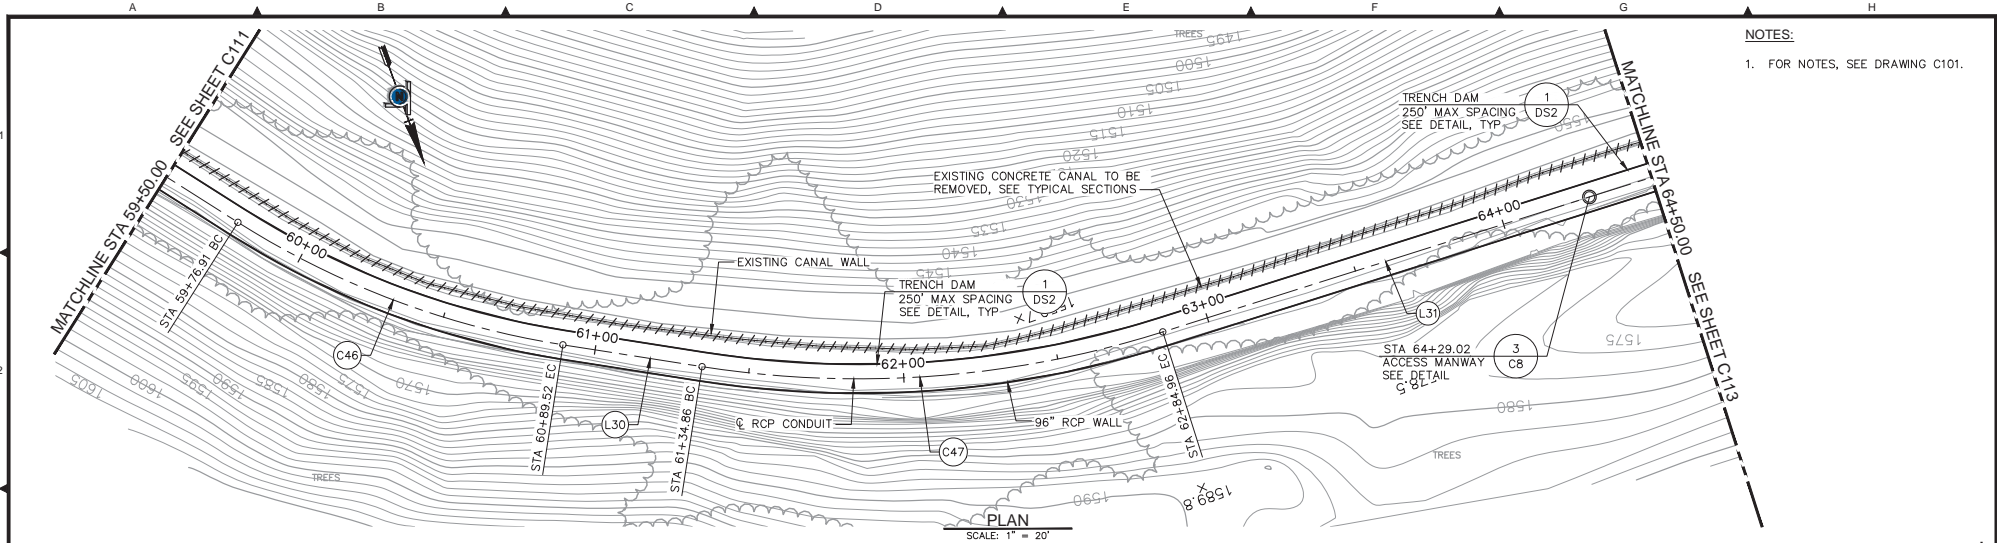 A B C D E F G H
NOTES:
1. FOR NOTES, SEE DRAWING C101.
MATCHLINE STA 59+50.00 SEE SHEET C111
N
TREES
1495
1500
1505
1510
1515
1520
1530
1535
1540
1545
1550
TRENCH DAM
250' MAX SPACING
SEE DETAIL, TYP
1
DS2
MATCHLINE STA 64+50.00 SEE SHEET C113
EXISTING CONCRETE CANAL TO BE
REMOVED, SEE TYPICAL SECTIONS
EXISTING CANAL WALL
TRENCH DAM
250' MAX SPACING
SEE DETAIL, TYP
1
DS2
X
60+00
61+00
62+00
63+00
64+00
STA 59+76.91 BC
C46
STA 60+89.52 EC
L30
STA 61+34.86 BC
℄ RCP CONDUIT
C47
96" RCP WALL
STA 62+84.96 EC
L31
STA 64+29.02
ACCESS MANWAY
SEE DETAIL
3
C8
1605
1600
1595
1590
1585
1580
1575
1570
1575
1580
1590
1589.8
X
TREES
TREES
1
2
PLAN
SCALE: 1" = 20'